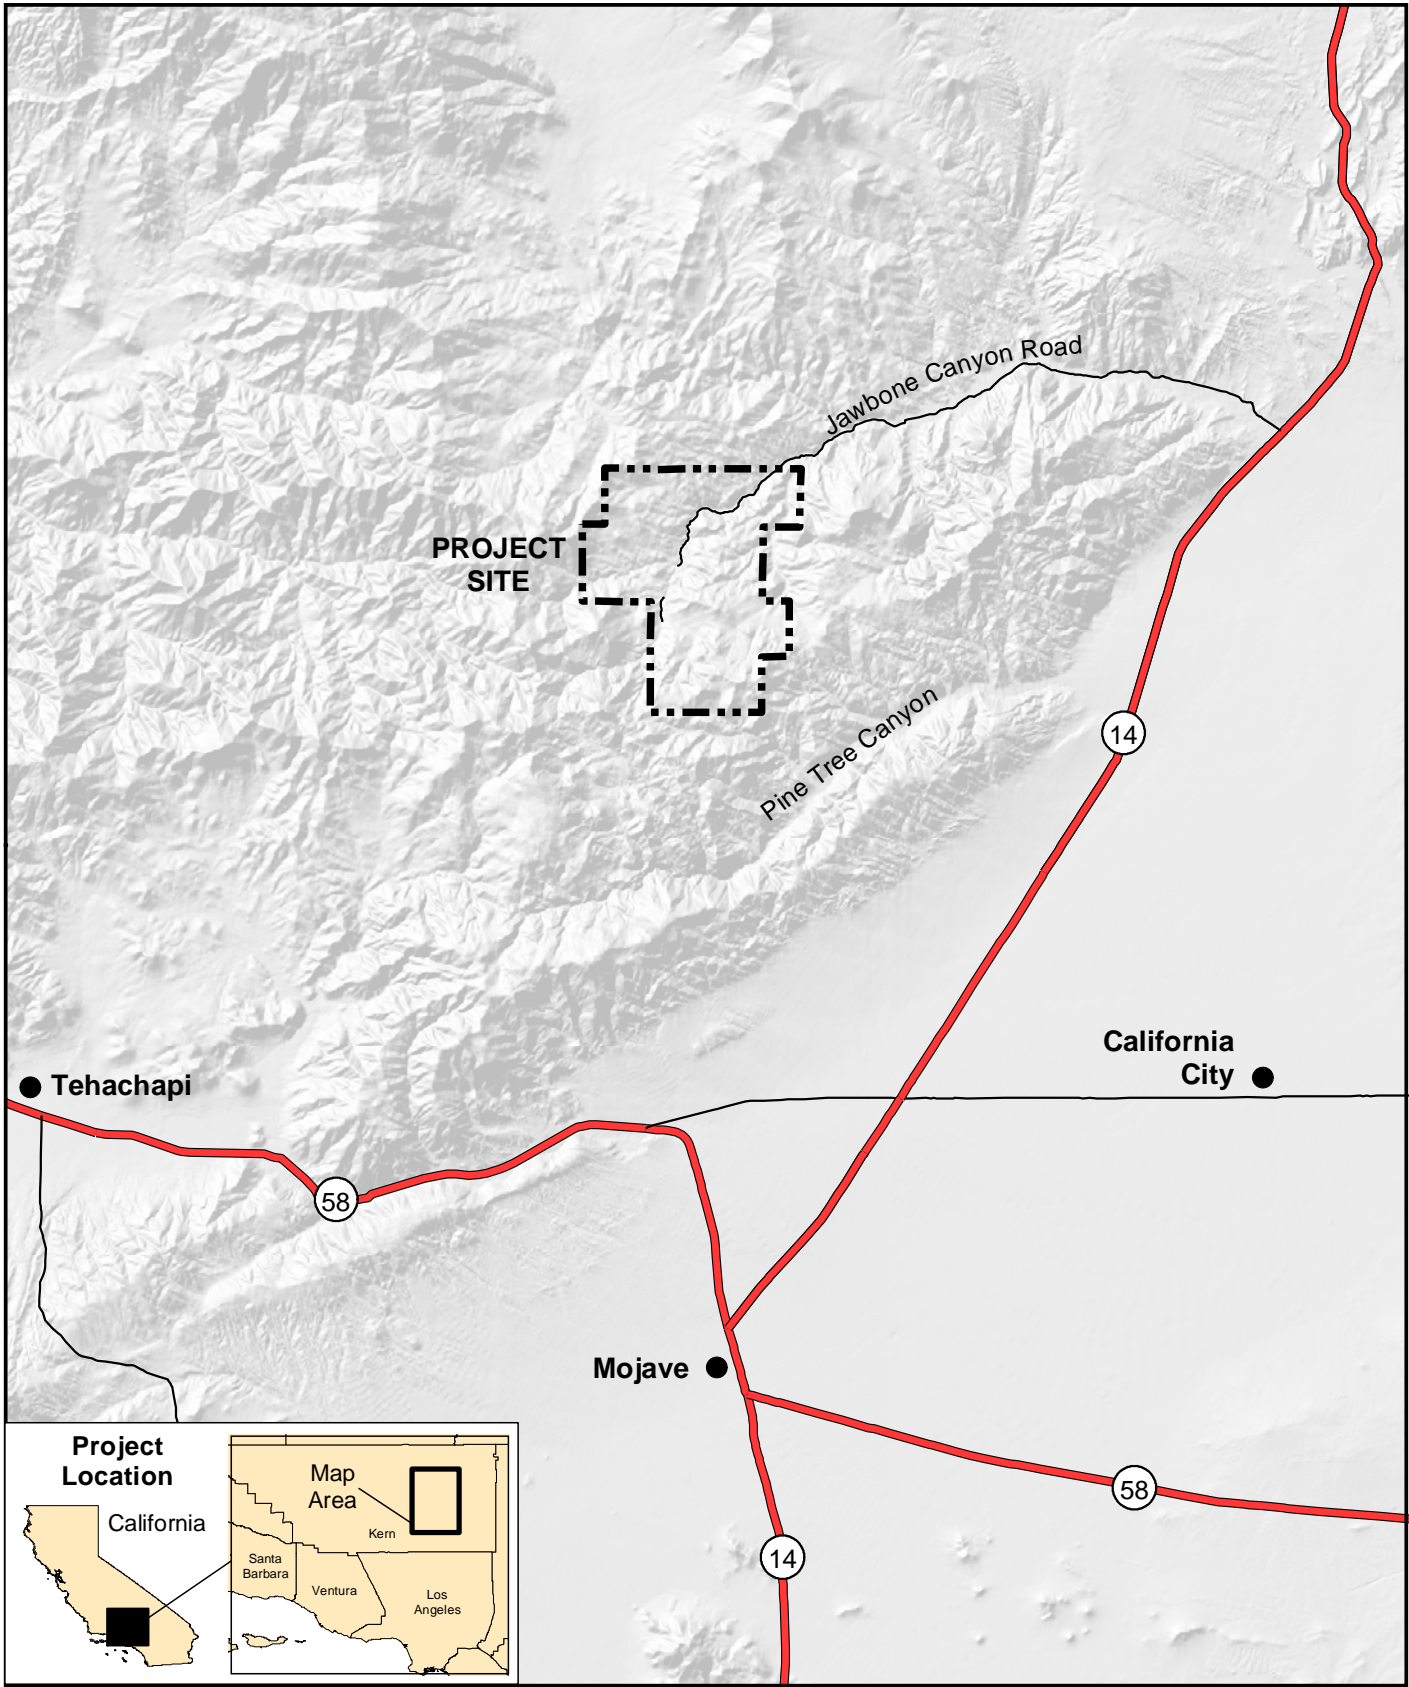 Jawbone Canyon Road
PROJECT
SITE
Pine Tree Canyon
14
California
City
Tehachapi
58
Mojave
58
14
Project
Location
California
Map
Area
Kern
Santa
Barbara
Ventura
Los
Angeles